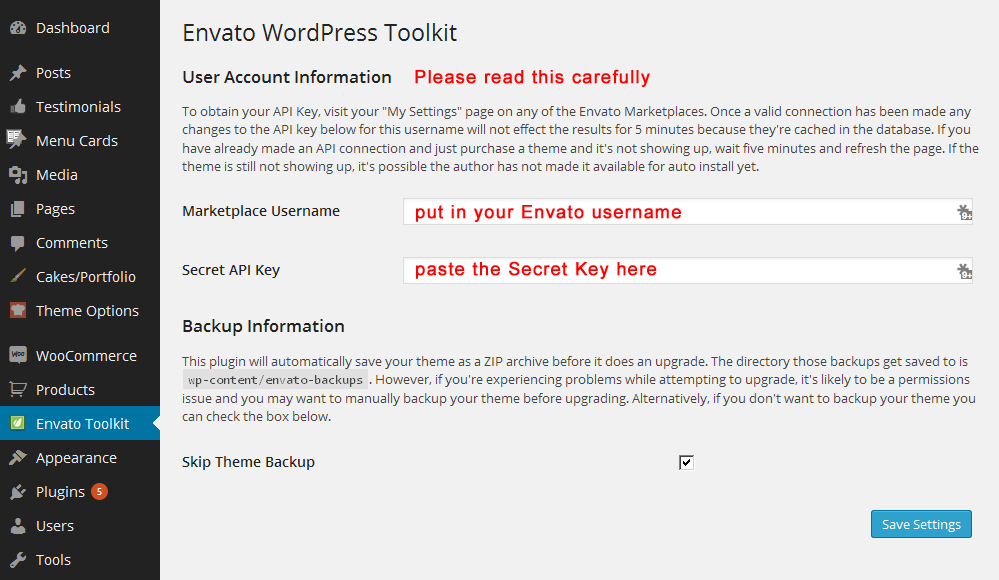 Dashboard
Posts
Testimonials
Menu Cards
Media
Pages
Comments
Cakes/Portfolio
Theme Options
Woo WooCommerce
Products
Envato Toolkit
Appearance
Plugins 5
Users
Tools
Envato WordPress Toolkit
User Account Information Please read this carefully
To obtain your API Key, visit your "My Settings" page on any of the Envato Marketplaces. Once a valid connection has been made any
changes to the API key below for this username will not effect the results for 5 minutes because they're cached in the database. If you
have already made an API connection and just purchase a theme and it's not showing up, wait five minutes and refresh the page. If the
theme is still not showing up, it's possible the author has not made it available for auto install yet.
Marketplace Username put in your Envato username 9+
Secret API Key paste the Secret Key here 9+
Backup Information
This plugin will automatically save your theme as a ZIP archive before it does an upgrade. The directory those backups get saved to is
wp-content/envato-backups . However, if you're experiencing problems while attempting to upgrade, it's likely to be a permissions
issue and you may want to manually backup your theme before upgrading. Alternatively, if you don't want to backup your theme you
can check the box below.
Skip Theme Backup
Save Settings